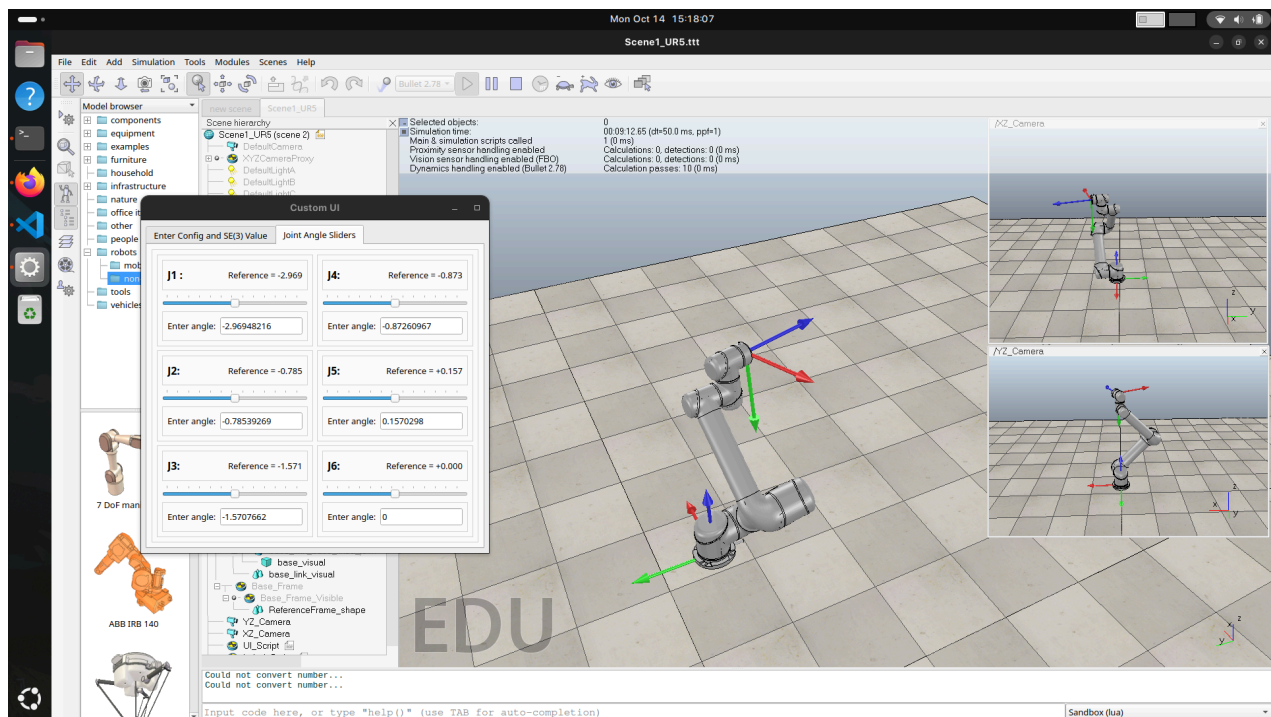 Mon Oct 14 15:18:07
Scene1_UR5.ttt
File Edit Add Simulation Tools Modules Scenes Help
Bullet 2.78
Model browser
components
equipment
examples
furniture
household
infrastructure
nature
office it
other
people
robots
mob
non
tools
vehicles
7 DoF man
ABB IRB 140
new scene
Scene1_UR5
Scene hierarchy
Scene1_UR5 (scene 2)
DefaultCamera
XYZCameraProxy
DefaultLightA
DefaultLightB
DefaultLightC
base_visual
base_link_visual
Base_Frame
Base_Frame_Visible
ReferenceFrame_shape
YZ_Camera
XZ_Camera
UI_Script
Selected objects: 0
Simulation time: 00:09:12.65 (dt=50.0 ms, ppf=1)
Main & simulation scripts called 1 (0 ms)
Proximity sensor handling enabled Calculations: 0, detections: 0 (0 ms)
Vision sensor handling enabled (FBO) Calculations: 0, detections: 0 (0 ms)
Dynamics handling enabled (Bullet 2.78) Calculation passes: 10 (0 ms)
Custom UI
Enter Config and SE(3) Value
Joint Angle Sliders
J1 : Reference = -2.969
Enter angle: -2.96948216
J4: Reference = -0.873
Enter angle: -0.87260967
J2: Reference = -0.785
Enter angle: -0.78539269
J5: Reference = +0.157
Enter angle: 0.1570298
J3: Reference = -1.571
Enter angle: -1.5707662
J6: Reference = +0.000
Enter angle: 0
/XZ_Camera
z
x
y
/YZ_Camera
z
x
y
EDU
z
x
y
Could not convert number...
Could not convert number...
Input code here, or type "help()" (use TAB for auto-completion)
Sandbox (lua)